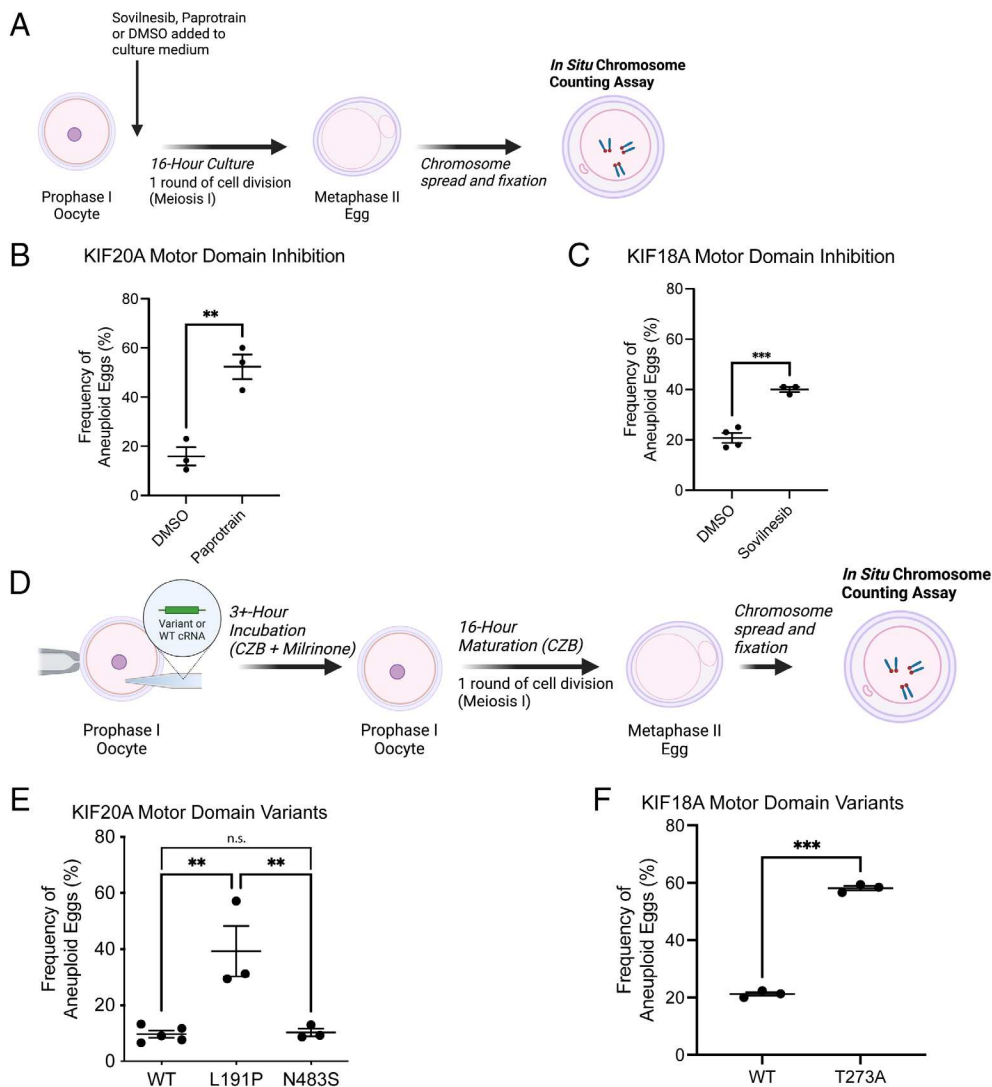 A
Sovilnesib, Paprotrain
or DMSO added to
culture medium
Prophase I
Oocyte
16-Hour Culture
1 round of cell division
(Meiosis I)
Metaphase II
Egg
Chromosome
spread and fixation
In Situ Chromosome
Counting Assay
B
KIF20A Motor Domain Inhibition
Frequency of
Aneuploid Eggs (%)
80
60
40
20
0
**
DMSO
Paprotrain
C
KIF18A Motor Domain Inhibition
Frequency of
Aneuploid Eggs (%)
80
60
40
20
0
***
DMSO
Sovilnesib
D
Variant or
WT cRNA
Prophase I
Oocyte
3+-Hour
Incubation
(CZB + Milrinone)
Prophase I
Oocyte
16-Hour
Maturation (CZB)
1 round of cell division
(Meiosis I)
Metaphase II
Egg
Chromosome
spread and
fixation
In Situ Chromosome
Counting Assay
E
KIF20A Motor Domain Variants
Frequency of
Aneuploid Eggs (%)
80
60
40
20
0
n.s.
**
**
WT
L191P
N483S
F
KIF18A Motor Domain Variants
Frequency of
Aneuploid Eggs (%)
80
60
40
20
0
***
WT
T273A